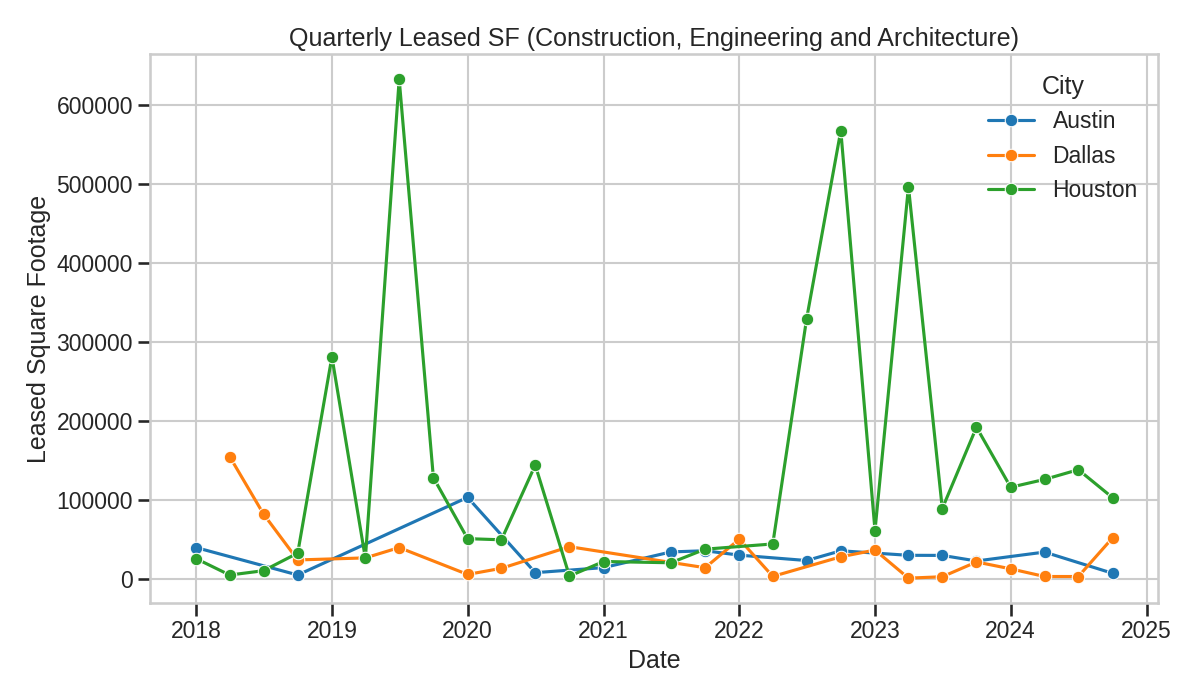 Quarterly Leased SF (Construction, Engineering and Architecture)
City
Austin
Dallas
Houston
Leased Square Footage
600000
500000
400000
300000
200000
100000
0
2018 2019 2020 2021 2022 2023 2024 2025
Date